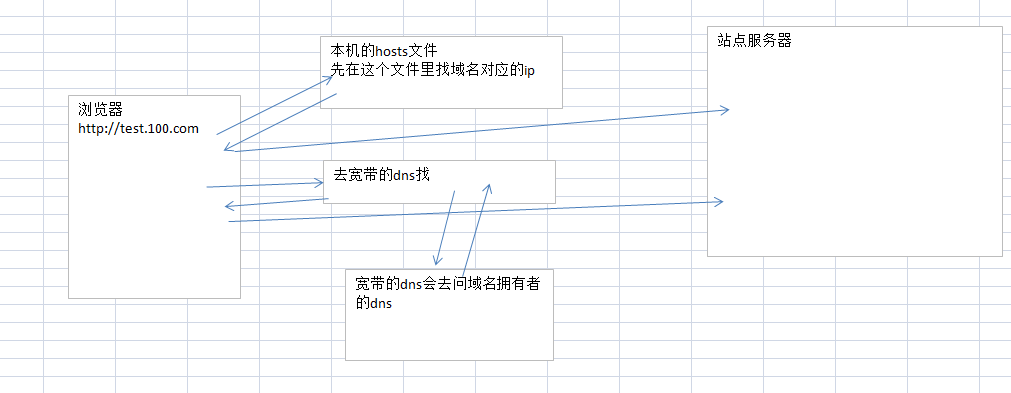 本机的hosts文件
先在这个文件里找域名对应的ip
站点服务器
浏览器
http://test.100.com
去宽带的dns找
宽带的dns会去问域名拥有者
的dns